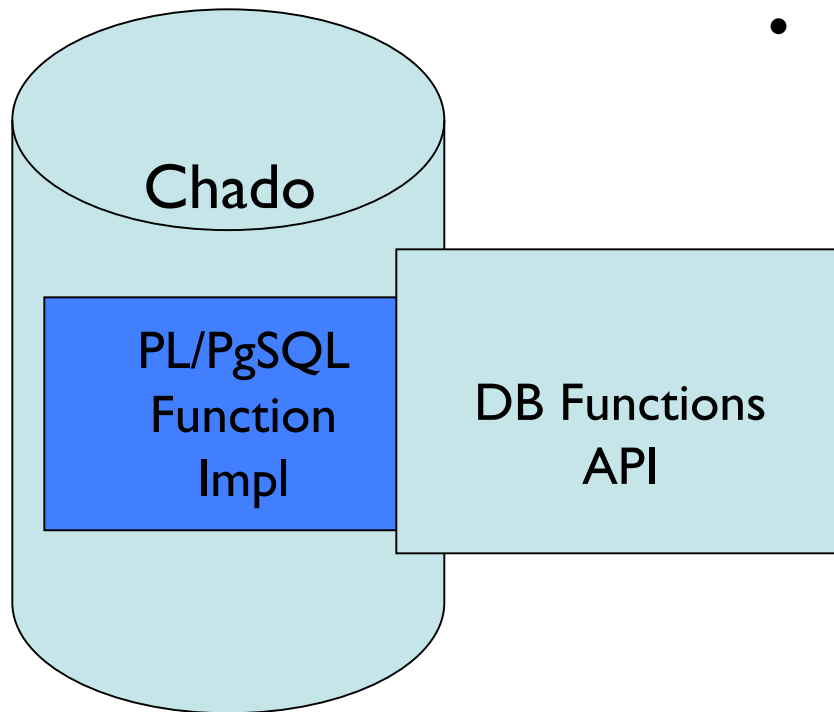 •
Chado
PL/PgSQL
Function
Impl
DB Functions
API